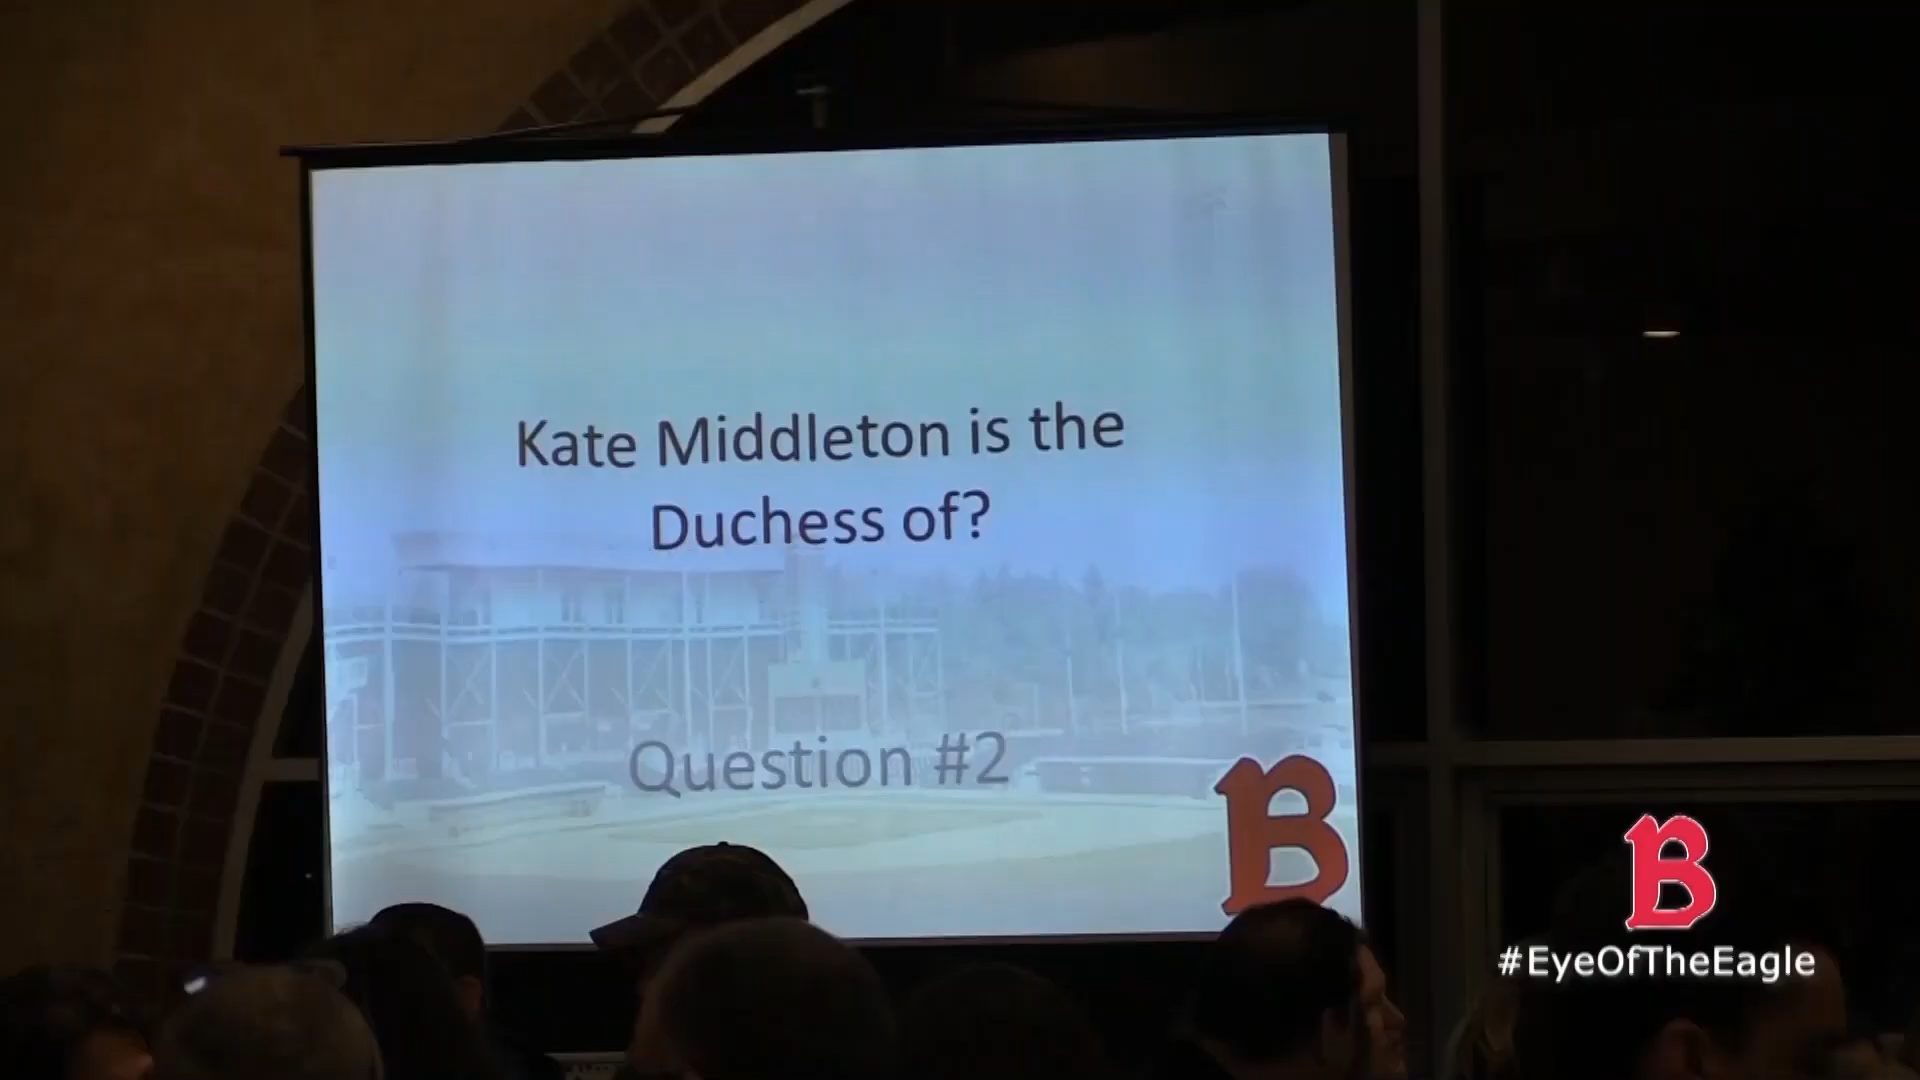 Kate Middleton is the
Duchess of?
Question #2
B
B
#EyeOfTheEagle